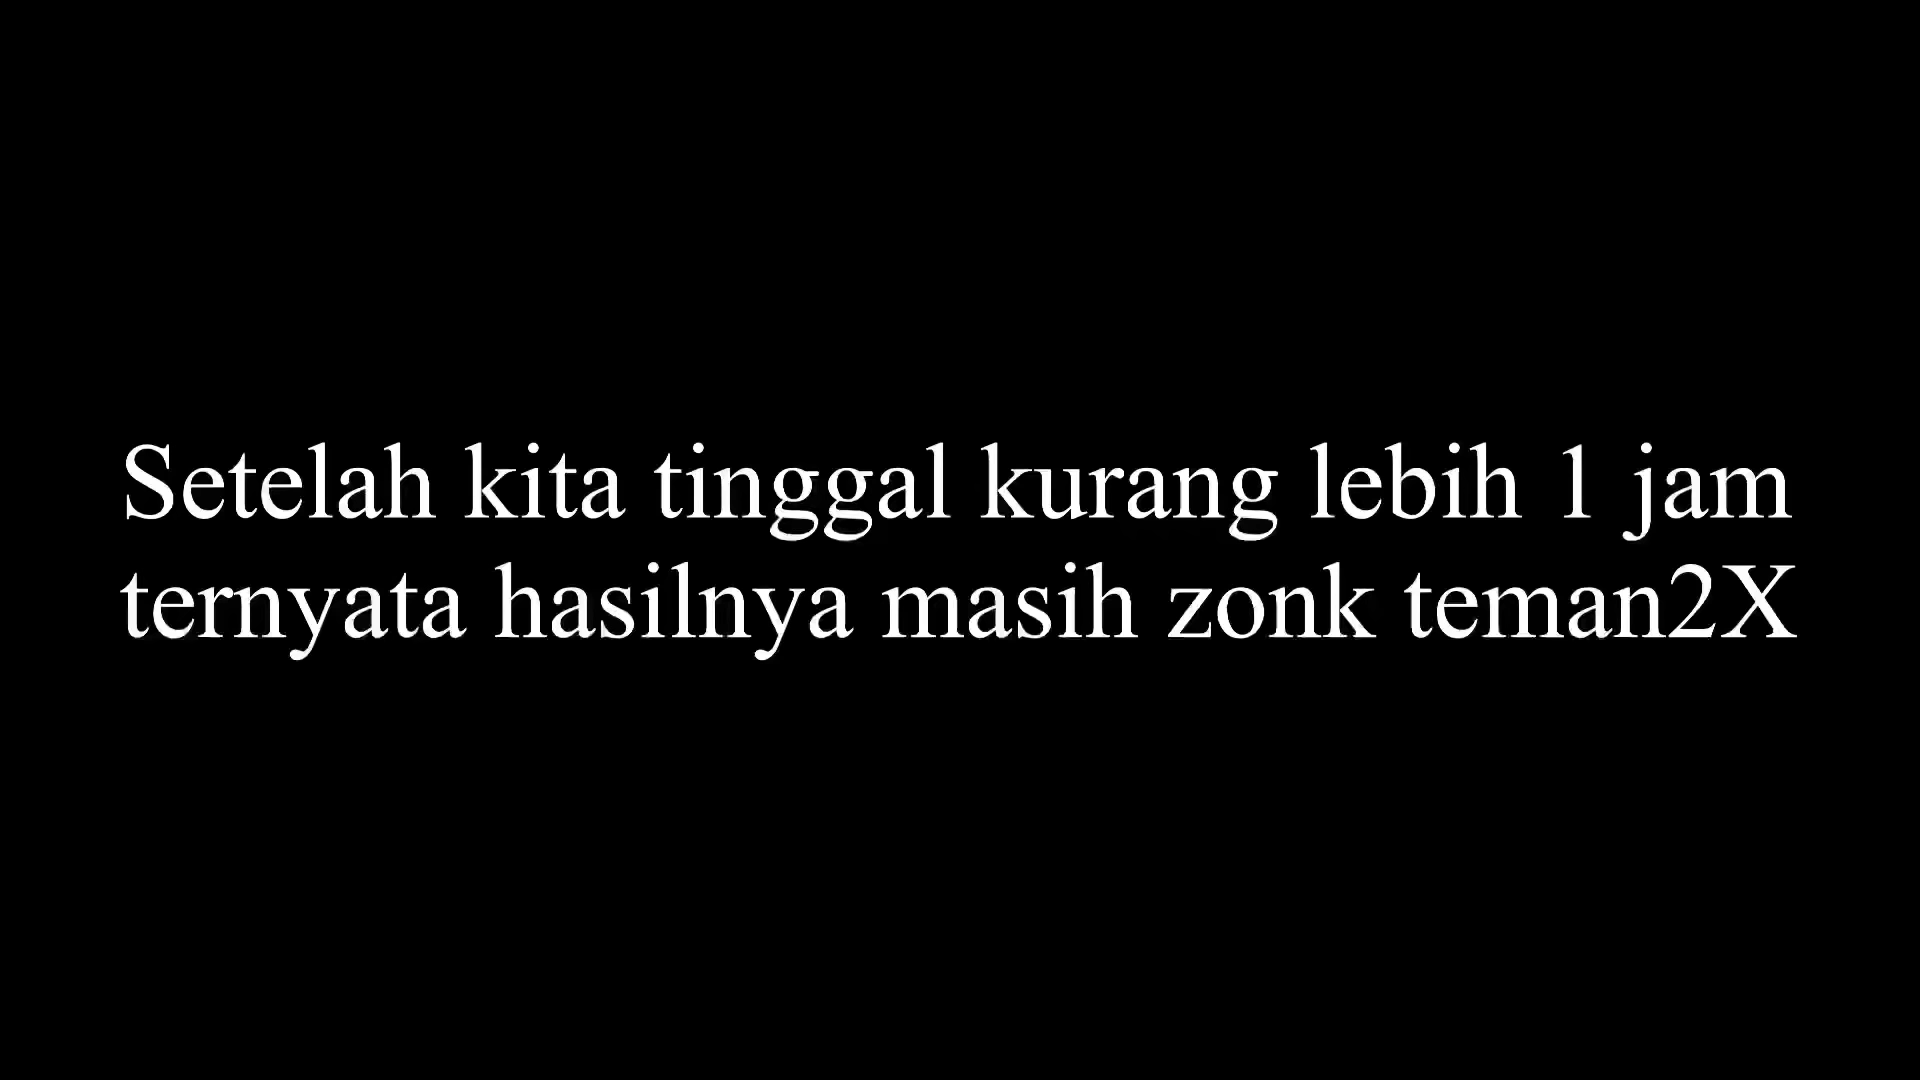 Setelah kita tinggal kurang lebih 1 jam
ternyata hasilnya masih zonk teman2X